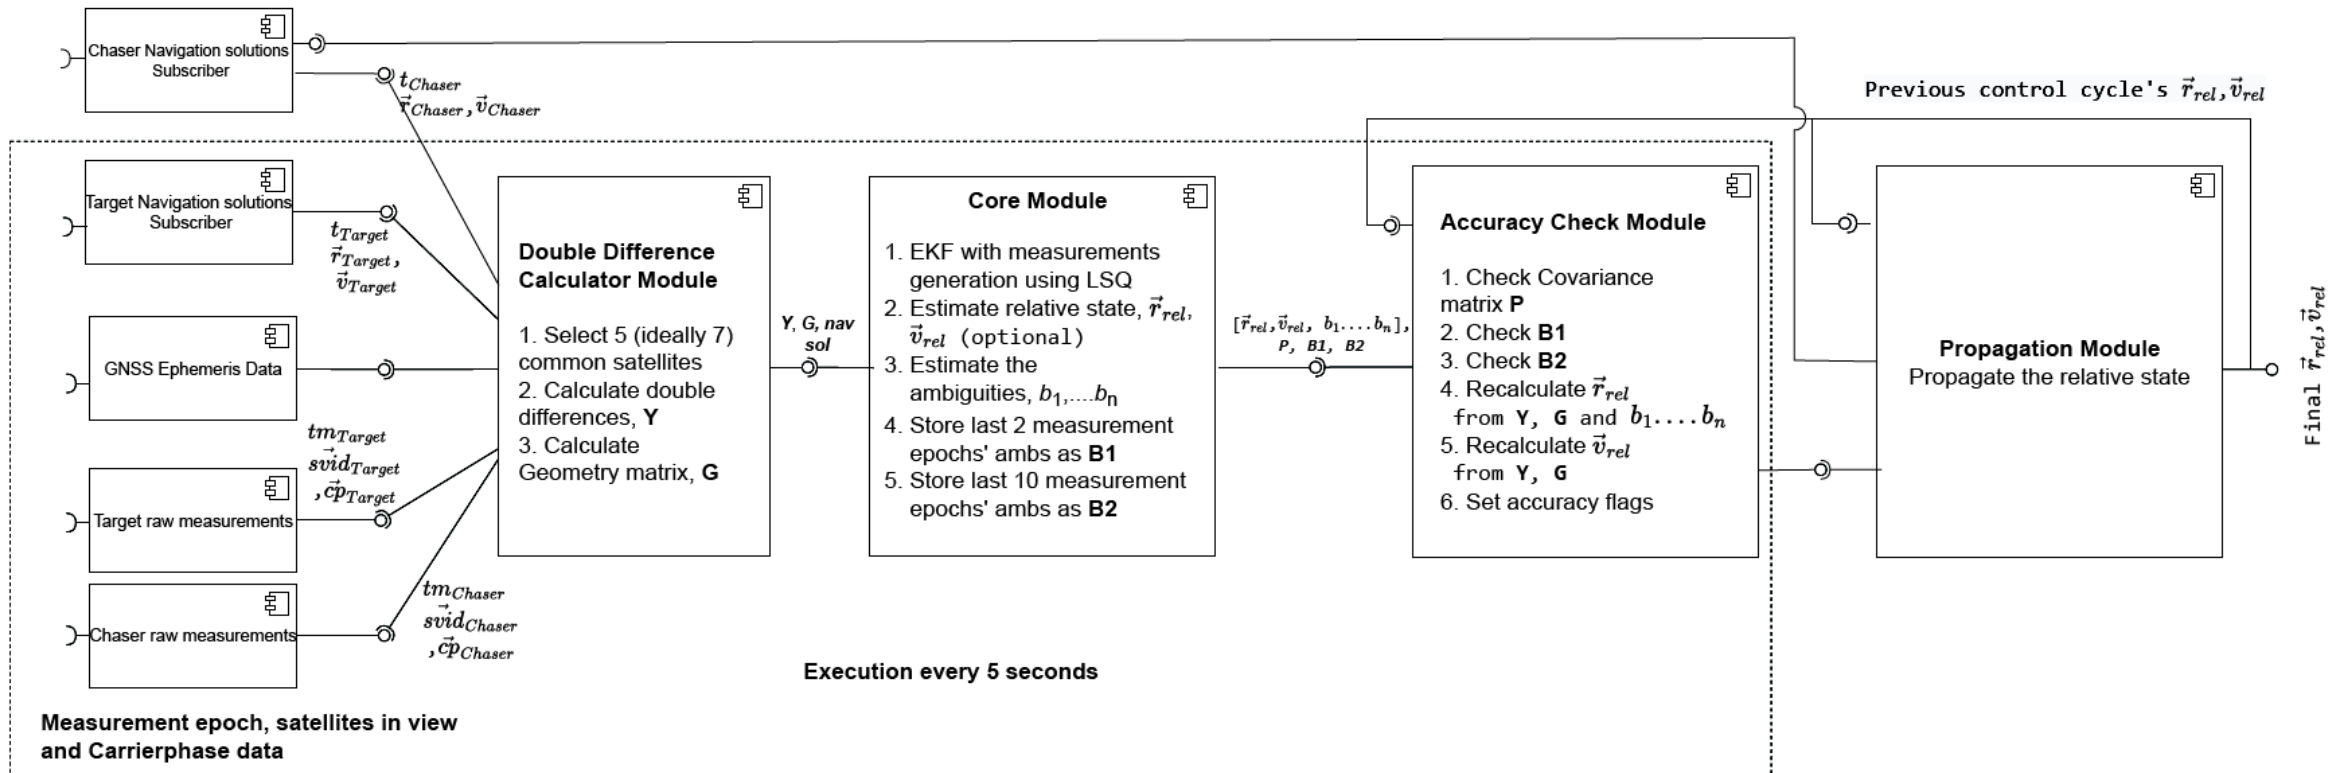 Chaser Navigation solutions
Subscriber
t_Chaser
r⃗_Chaser, v⃗_Chaser
Previous control cycle's r⃗_rel, v⃗_rel
Target Navigation solutions
Subscriber
t_Target
r⃗_Target,
v⃗_Target
GNSS Ephemeris Data
tm_Target
svid⃗_Target
,cp⃗_Target
Target raw measurements
tm_Chaser
svid⃗_Chaser
,cp⃗_Chaser
Chaser raw measurements
Measurement epoch, satellites in view
and Carrierphase data
Double Difference
Calculator Module
1. Select 5 (ideally 7)
common satellites
2. Calculate double
differences, Y
3. Calculate
Geometry matrix, G
Y, G, nav
sol
Core Module
1. EKF with measurements
generation using LSQ
2. Estimate relative state, r⃗_rel,
v⃗_rel (optional)
3. Estimate the
ambiguities, b1,....bn
4. Store last 2 measurement
epochs' ambs as B1
5. Store last 10 measurement
epochs' ambs as B2
Execution every 5 seconds
[r⃗_rel, v⃗_rel, b1....bn],
P, B1, B2
Accuracy Check Module
1. Check Covariance
matrix P
2. Check B1
3. Check B2
4. Recalculate r⃗_rel
from Y, G and b1....bn
5. Recalculate v⃗_rel
from Y, G
6. Set accuracy flags
Propagation Module
Propagate the relative state
Final r⃗_rel, v⃗_rel